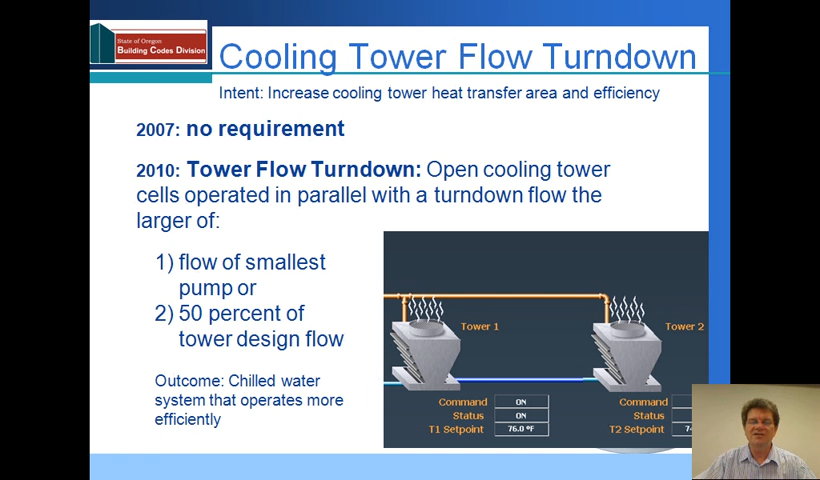 State of Oregon
Building Codes Division
Cooling Tower Flow Turndown
Intent: Increase cooling tower heat transfer area and efficiency
2007: no requirement
2010: Tower Flow Turndown: Open cooling tower
cells operated in parallel with a turndown flow the
larger of:
1) flow of smallest
pump or
2) 50 percent of
tower design flow
Outcome: Chilled water
system that operates more
efficiently
Tower 1
Tower 2
Command ON
Status ON
T1 Setpoint 76.0 ºF
Command
Status
T2 Setpoint